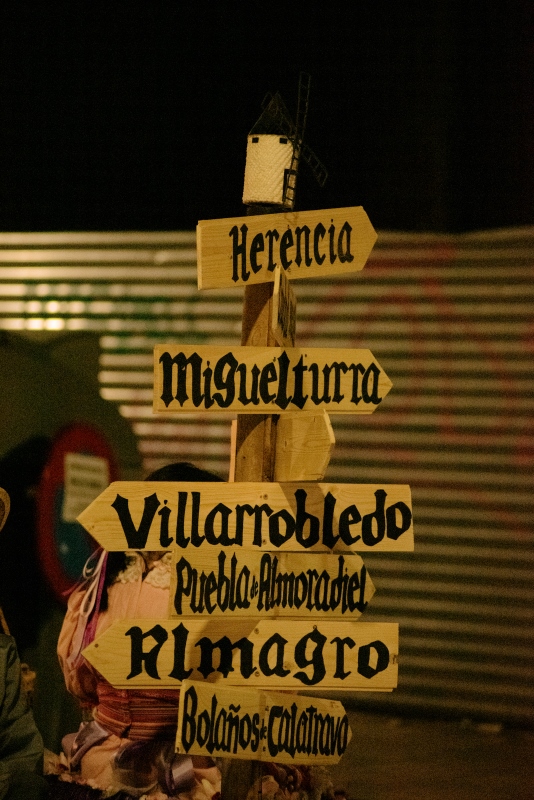 Herencia
Miguelturra
Villarrobledo
Puebla de Almoradiel
Almagro
Bolaños de Calatrava